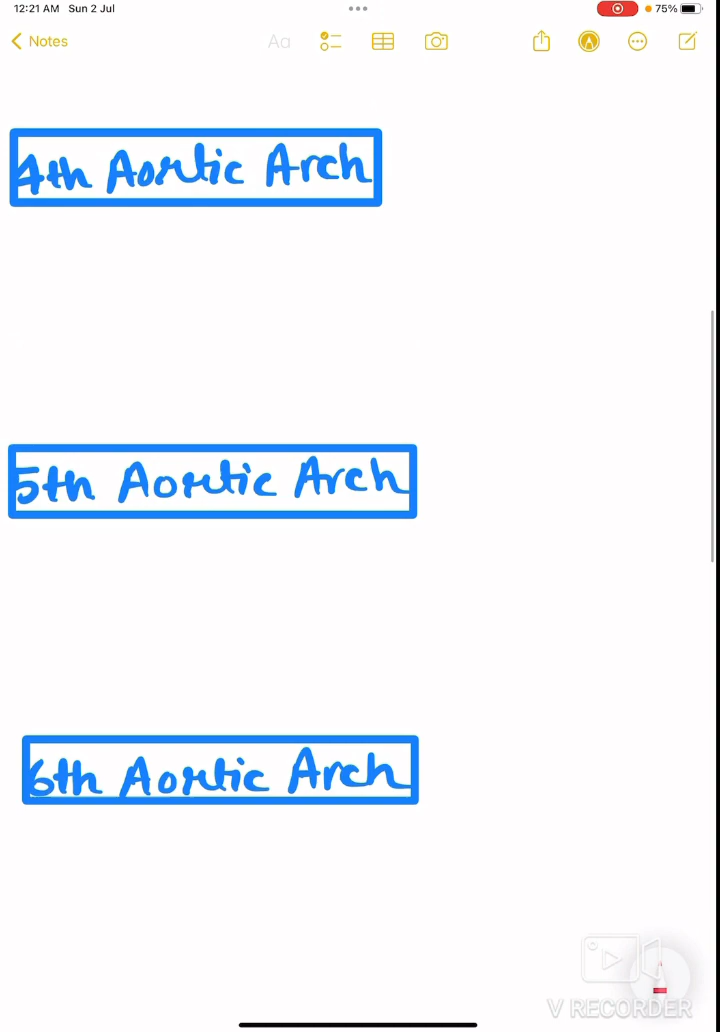 12:21 AM Sun 2 Jul
75%
Notes
Aa
4th Aortic Arch
5th Aortic Arch
6th Aortic Arch
V RECORDER